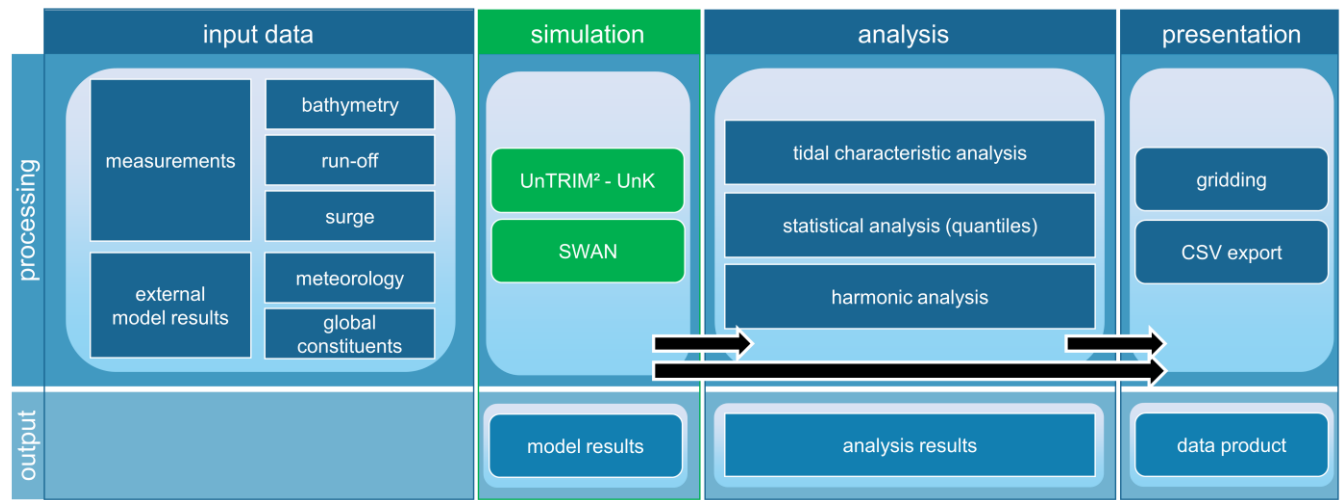 input data
simulation
analysis
presentation
processing
measurements
bathymetry
run-off
surge
external
model results
meteorology
global
constituents
UnTRIM² - UnK
SWAN
tidal characteristic analysis
statistical analysis (quantiles)
harmonic analysis
gridding
CSV export
output
model results
analysis results
data product